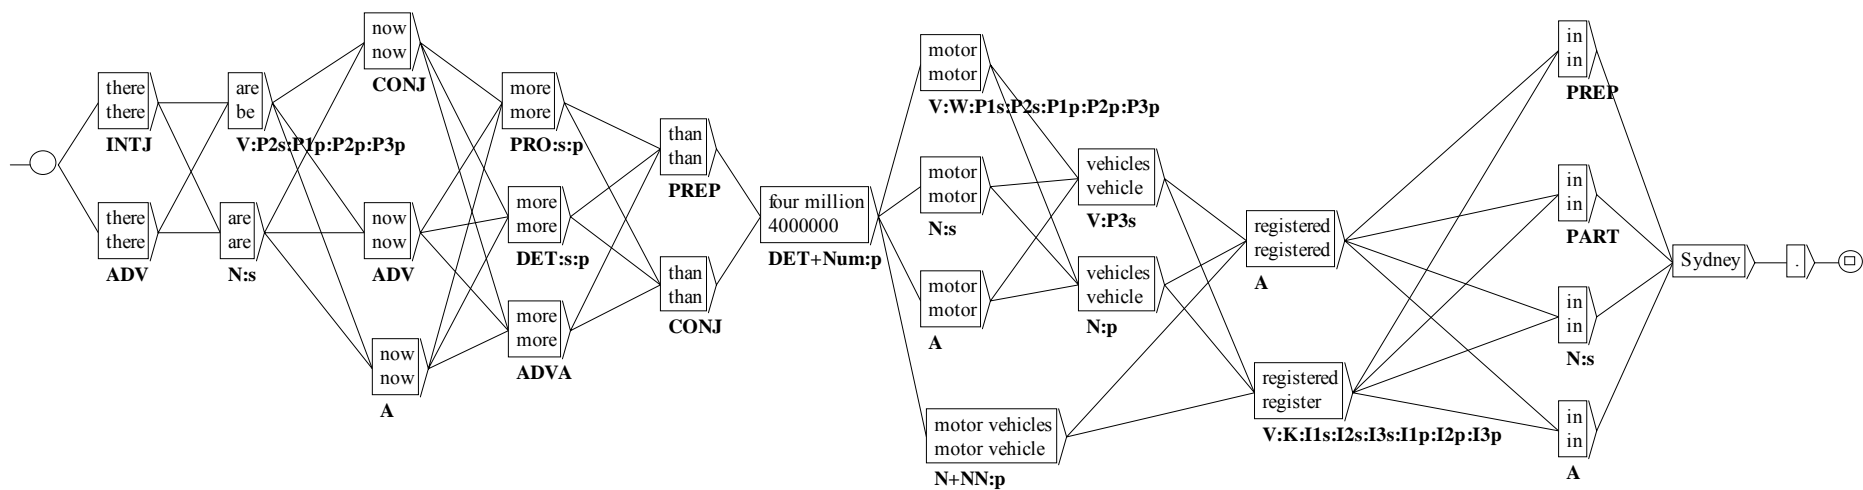 there
there
INTJ
there
there
ADV
are
be
V:P2s:P1p:P2p:P3p
are
are
N:s
now
now
CONJ
now
now
ADV
now
now
A
more
more
PRO:s:p
more
more
DET:s:p
more
more
ADVA
than
than
PREP
than
than
CONJ
four million
4000000
DET+Num:p
motor
motor
V:W:P1s:P2s:P1p:P2p:P3p
motor
motor
N:s
motor
motor
A
motor vehicles
motor vehicle
N+NN:p
vehicles
vehicle
V:P3s
vehicles
vehicle
N:p
registered
registered
A
registered
register
V:K:I1s:I2s:I3s:I1p:I2p:I3p
in
in
PREP
in
in
PART
in
in
N:s
in
in
A
Sydney
.